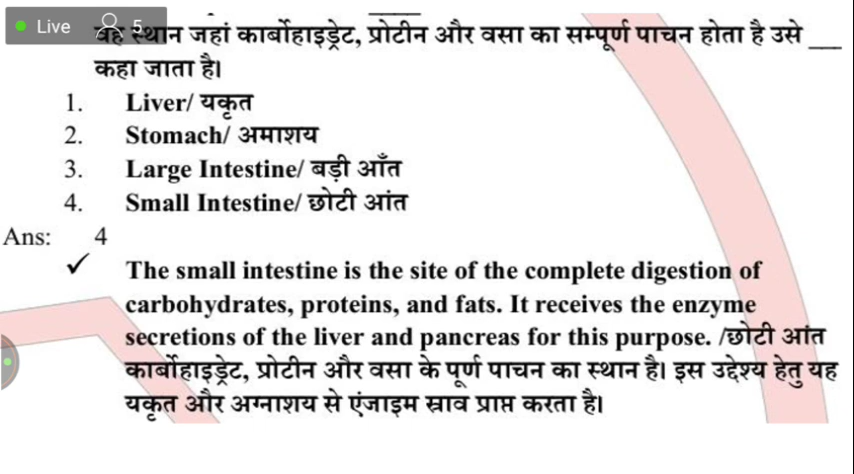 Live 5
वह स्थान जहां कार्बोहाइड्रेट, प्रोटीन और वसा का सम्पूर्ण पाचन होता है उसे ___
कहा जाता है।
1. Liver/ यकृत
2. Stomach/ अमाशय
3. Large Intestine/ बड़ी आँत
4. Small Intestine/ छोटी आंत
Ans: 4
✓ The small intestine is the site of the complete digestion of
carbohydrates, proteins, and fats. It receives the enzyme
secretions of the liver and pancreas for this purpose. /छोटी आंत
कार्बोहाइड्रेट, प्रोटीन और वसा के पूर्ण पाचन का स्थान है। इस उद्देश्य हेतु यह
यकृत और अग्नाशय से एंजाइम स्राव प्राप्त करता है।